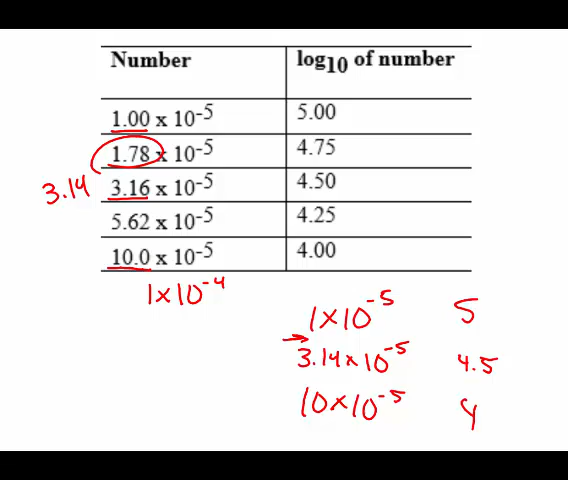 Number log10 of number
1.00 x 10-5 5.00
1.78 x 10-5 4.75
3.14
3.16 x 10-5 4.50
5.62 x 10-5 4.25
10.0 x 10-5 4.00
1x10-4
1x10-5 5
3.14x10-5 4.5
10x10-5 4